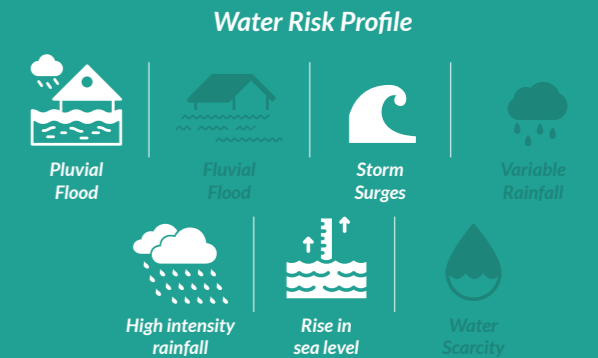 Water Risk Profile
Pluvial
Flood
Fluvial
Flood
Storm
Surges
Variable
Rainfall
High intensity
rainfall
Rise in
sea level
Water
Scarcity